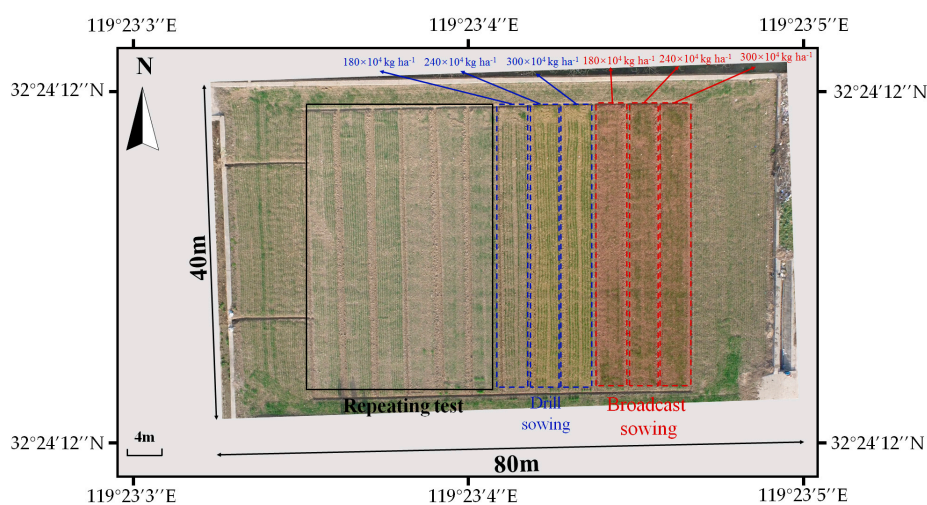 119°23′3′′E 119°23′4′′E 119°23′5′′E
N
180×10⁴ kg ha⁻¹ 240×10⁴ kg ha⁻¹ 300×10⁴ kg ha⁻¹ 180×10⁴ kg ha⁻¹ 240×10⁴ kg ha⁻¹ 300×10⁴ kg ha⁻¹
32°24′12′′N 32°24′12′′N
40m
Repeating test
Drill
sowing
Broadcast
sowing
32°24′12′′N 32°24′12′′N
4m
80m
119°23′3′′E 119°23′4′′E 119°23′5′′E